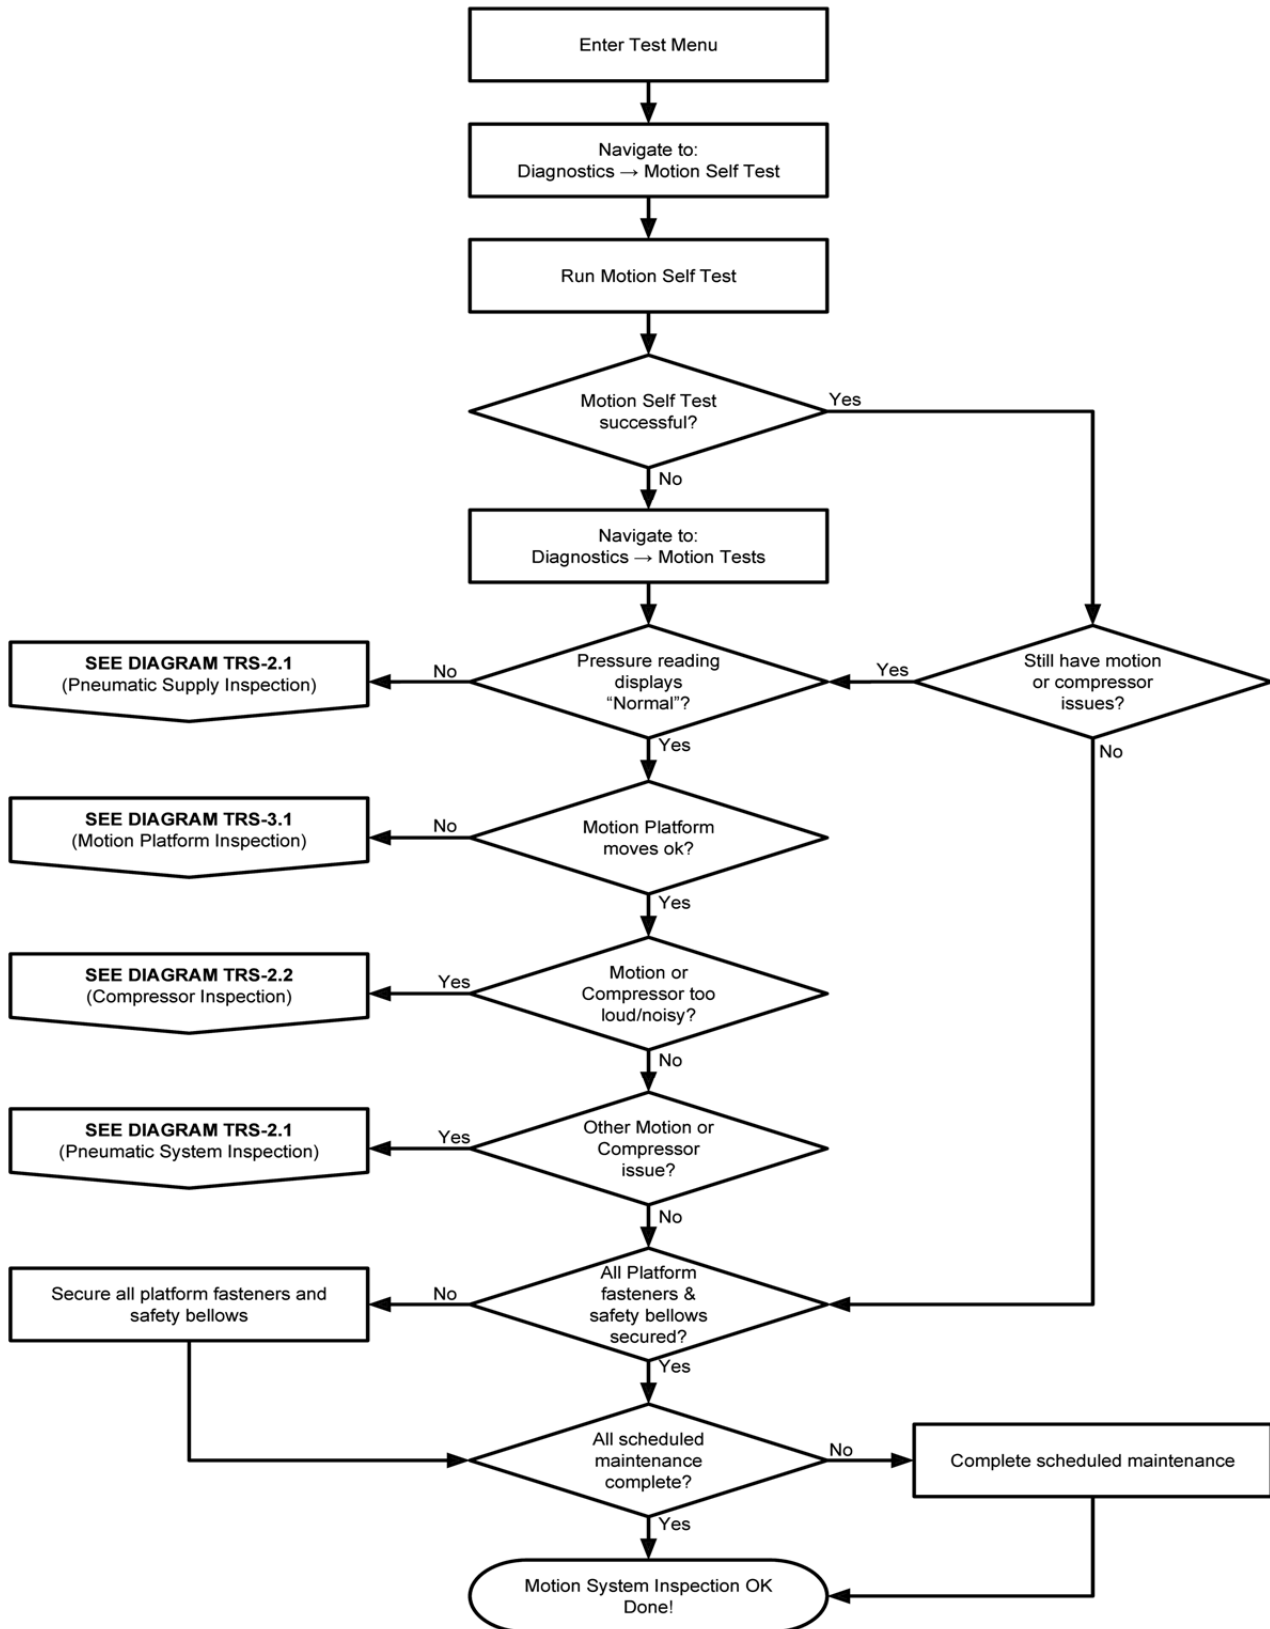 Enter Test Menu
Navigate to:
Diagnostics → Motion Self Test
Run Motion Self Test
Motion Self Test
successful?
Yes
No
Navigate to:
Diagnostics → Motion Tests
SEE DIAGRAM TRS-2.1
(Pneumatic Supply Inspection)
No
Pressure reading
displays
“Normal”?
Yes
Still have motion
or compressor
issues?
Yes
No
SEE DIAGRAM TRS-3.1
(Motion Platform Inspection)
No
Motion Platform
moves ok?
Yes
SEE DIAGRAM TRS-2.2
(Compressor Inspection)
Yes
Motion or
Compressor too
loud/noisy?
No
SEE DIAGRAM TRS-2.1
(Pneumatic System Inspection)
Yes
Other Motion or
Compressor
issue?
No
Secure all platform fasteners and
safety bellows
No
All Platform
fasteners &
safety bellows
secured?
Yes
All scheduled
maintenance
complete?
No
Complete scheduled maintenance
Yes
Motion System Inspection OK
Done!